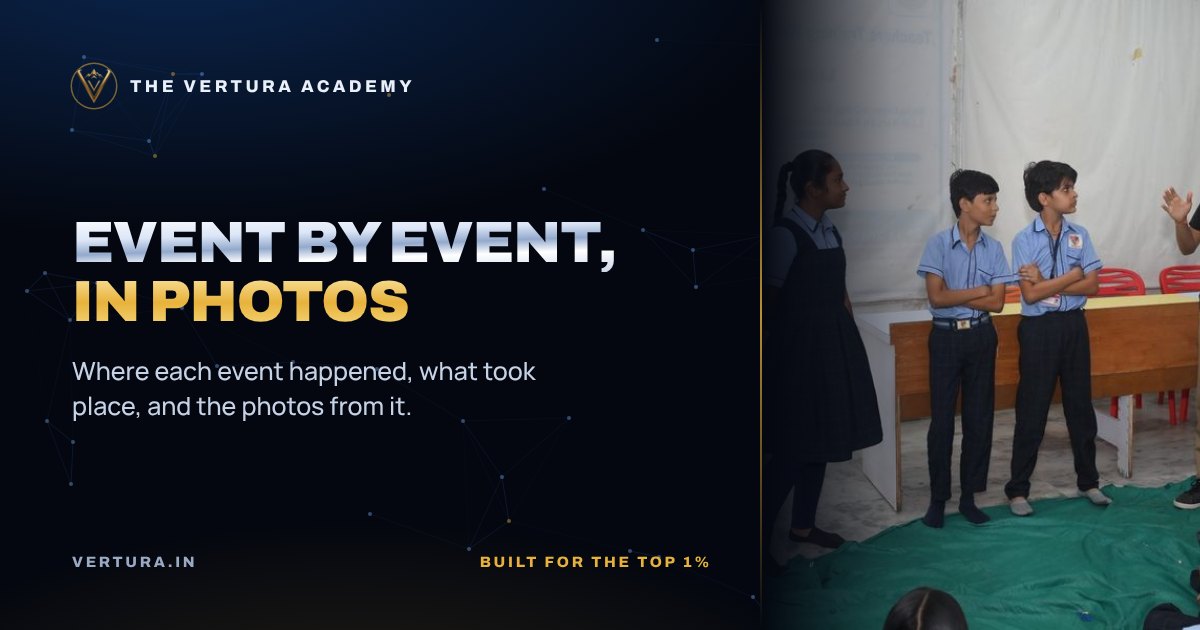 THE VERTURA ACADEMY
EVENT BY EVENT,
IN PHOTOS
Where each event happened, what took
place, and the photos from it.
VERTURA.IN
BUILT FOR THE TOP 1%